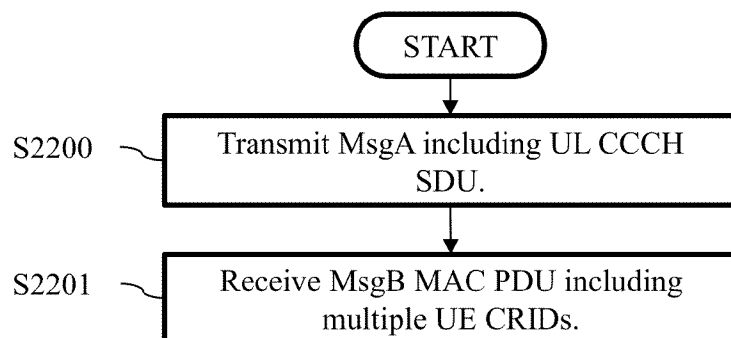 START
S2200
Transmit MsgA including UL CCCH
SDU.
S2201
Receive MsgB MAC PDU including
multiple UE CRIDs.